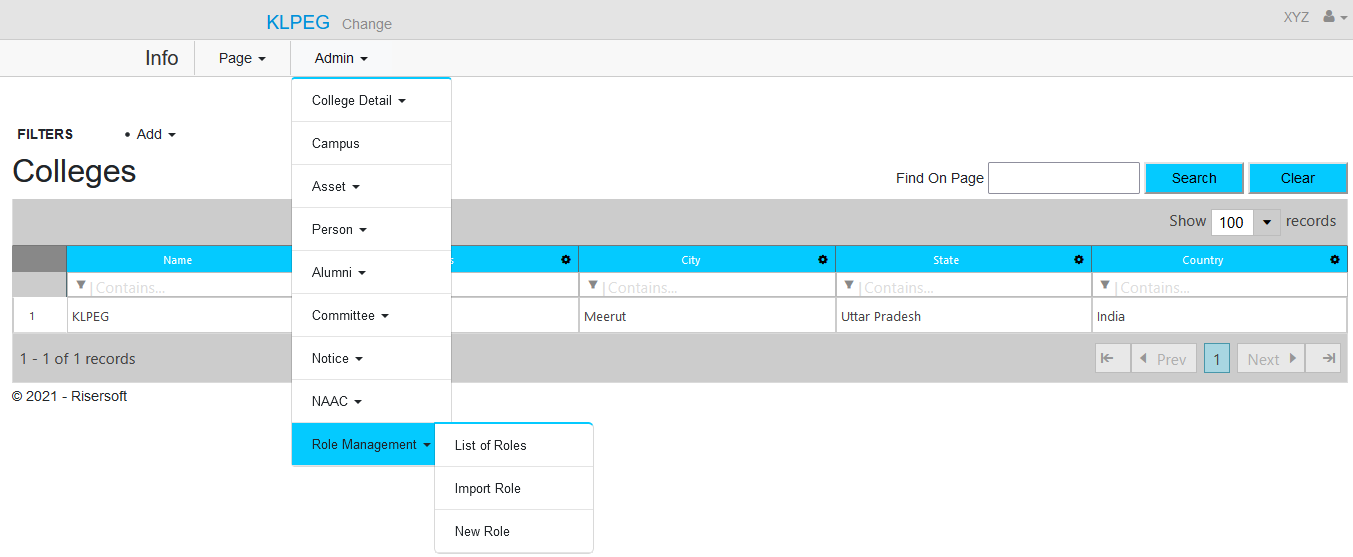 KLPEG Change XYZ
Info Page Admin
College Detail
Campus
FILTERS • Add
Colleges
Asset
Find On Page Search Clear
Person
Show 100 records
Name s City State Country
Alumni
|Contains... |Contains... |Contains... |Contains...
1 KLPEG Meerut Uttar Pradesh India
Committee
1 - 1 of 1 records
Notice
Prev 1 Next
© 2021 - Risersoft
NAAC
Role Management
List of Roles
Import Role
New Role